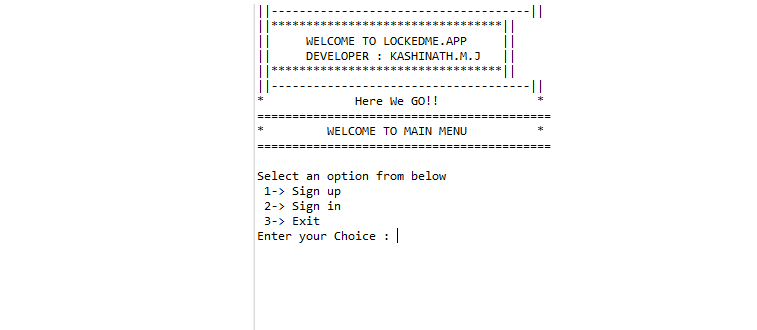 ||-------------------------------------||
||*********************************||
||     WELCOME TO LOCKEDME.APP     ||
||     DEVELOPER : KASHINATH.M.J   ||
||*********************************||
||-------------------------------------||
*             Here We GO!!              *
==========================================
*         WELCOME TO MAIN MENU          *
==========================================
Select an option from below
1-> Sign up
2-> Sign in
3-> Exit
Enter your Choice :